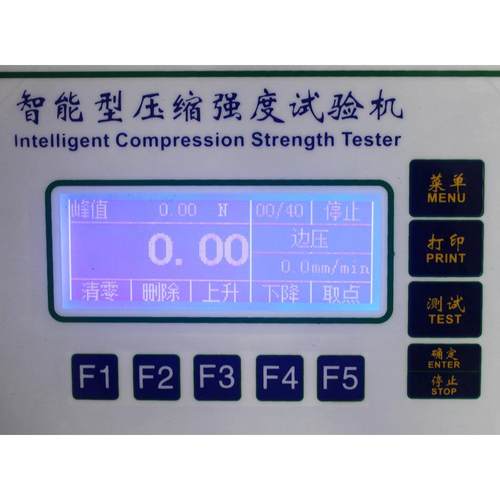 智能型压缩强度试验机
Intelligent Compression Strength Tester
峰值 0.00 N 00/40 停止
0.00
边压
0.0mm/min
清零 删除 上升 下降 取点
F1 F2 F3 F4 F5
菜单
MENU
打印
PRINT
测试
TEST
确定
ENTER
停止
STOP